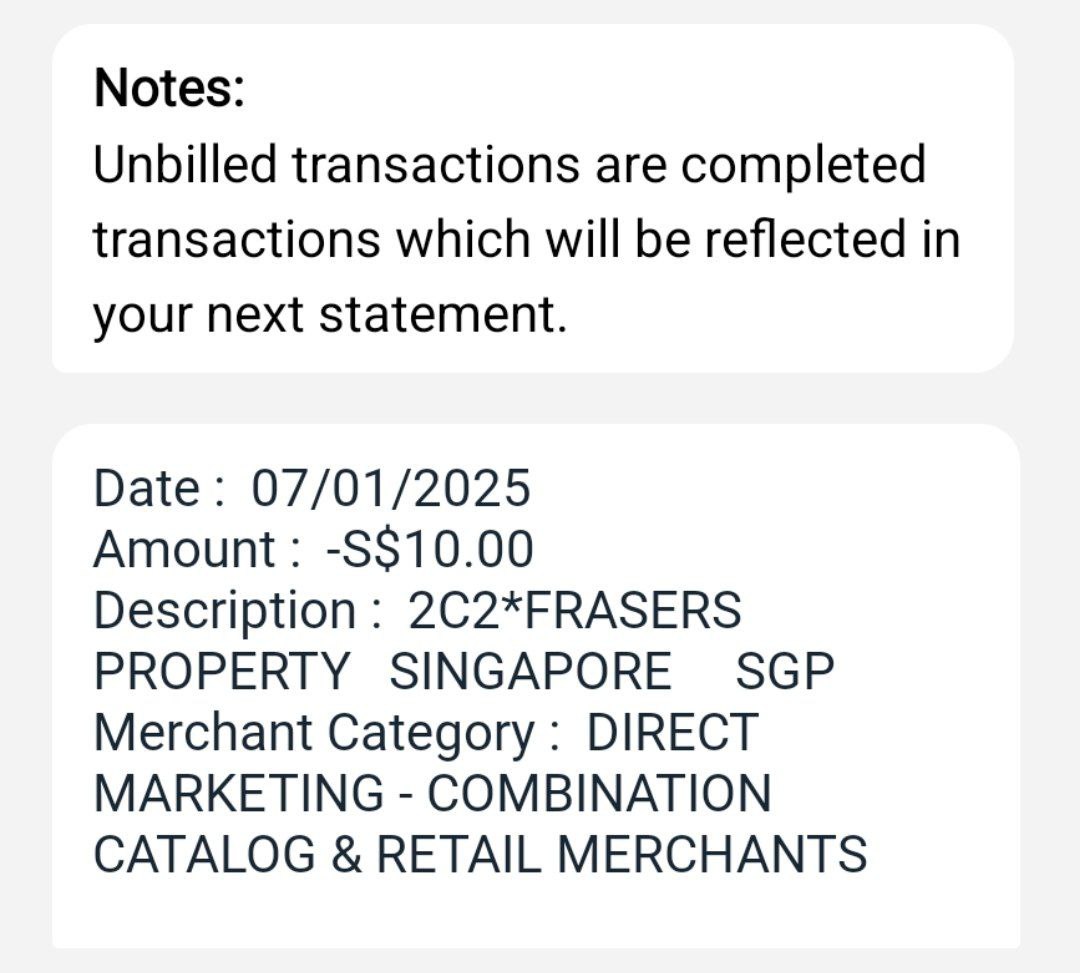 Notes:
Unbilled transactions are completed
transactions which will be reflected in
your next statement.
Date : 07/01/2025
Amount : -S$10.00
Description : 2C2*FRASERS
PROPERTY SINGAPORE SGP
Merchant Category : DIRECT
MARKETING - COMBINATION
CATALOG & RETAIL MERCHANTS